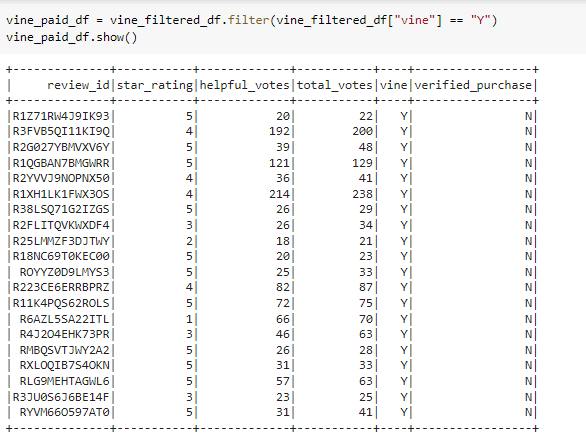 vine_paid_df = vine_filtered_df.filter(vine_filtered_df["vine"] == "Y")
vine_paid_df.show()
+--------------+-----------+-------------+-----------+----+-----------------+
|     review_id|star_rating|helpful_votes|total_votes|vine|verified_purchase|
+--------------+-----------+-------------+-----------+----+-----------------+
|R1Z71RW4J9IK93|          5|           20|         22|   Y|                N|
|R3FVB5QI11KI9Q|          4|          192|        200|   Y|                N|
|R2G027YBMVXV6Y|          5|           39|         48|   Y|                N|
|R1QGBAN7BMGWRR|          5|          121|        129|   Y|                N|
|R2YVVJ9NOPNX50|          4|           36|         41|   Y|                N|
|R1XH1LK1FWX3OS|          4|          214|        238|   Y|                N|
|R38LSQ71G2IZGS|          5|           26|         29|   Y|                N|
|R2FLITQVKWXDF4|          3|           26|         34|   Y|                N|
|R25LMMZF3DJTWY|          2|           18|         21|   Y|                N|
|R18NC69T0KEC00|          5|           20|         23|   Y|                N|
| ROYYZ0D9LMYS3|          5|           25|         33|   Y|                N|
|R223CE6ERRBPRZ|          4|           82|         87|   Y|                N|
|R11K4PQS62ROLS|          5|           72|         75|   Y|                N|
| R6AZL5SA22ITL|          1|           66|         70|   Y|                N|
| R4J2O4EHK73PR|          3|           46|         63|   Y|                N|
| RMBQSVTJWY2A2|          5|           26|         28|   Y|                N|
| RXLOQIB7S4OKN|          5|           31|         33|   Y|                N|
| RLG9MEHTAGWL6|          5|           57|         63|   Y|                N|
|R3JU0S6J6BE14F|          3|           23|         25|   Y|                N|
| RYVM66O597AT0|          5|           31|         41|   Y|                N|
+--------------+-----------+-------------+-----------+----+-----------------+